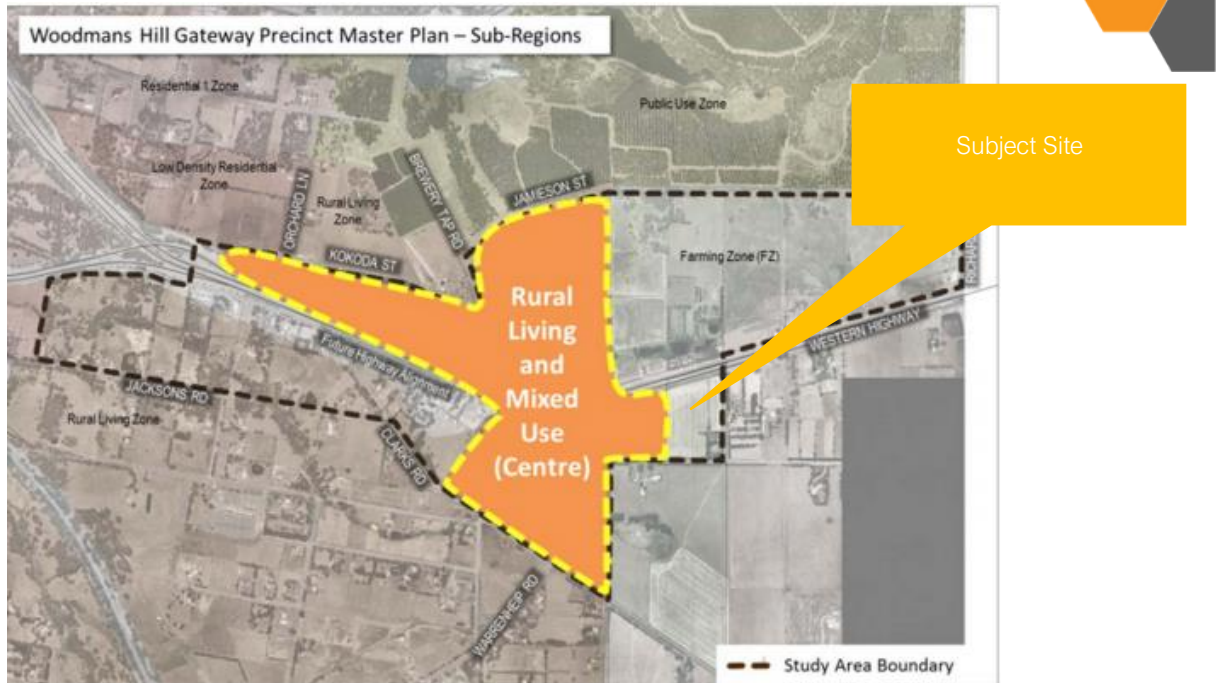 Woodmans Hill Gateway Precinct Master Plan – Sub-Regions
Residential 1 Zone
Public Use Zone
Subject Site
Low Density Residential
Zone
ORCHARD LN
Rural Living
Zone
BREWERY TAP RD
JAMIESON ST
KOKODA ST
Farming Zone (FZ)
Rural
Living
and
Mixed
Use
(Centre)
WESTERN HIGHWAY
Future Highway Alignment
JACKSONS RD
Rural Living Zone
CLARKS RD
WARRENHEIP RD
Study Area Boundary